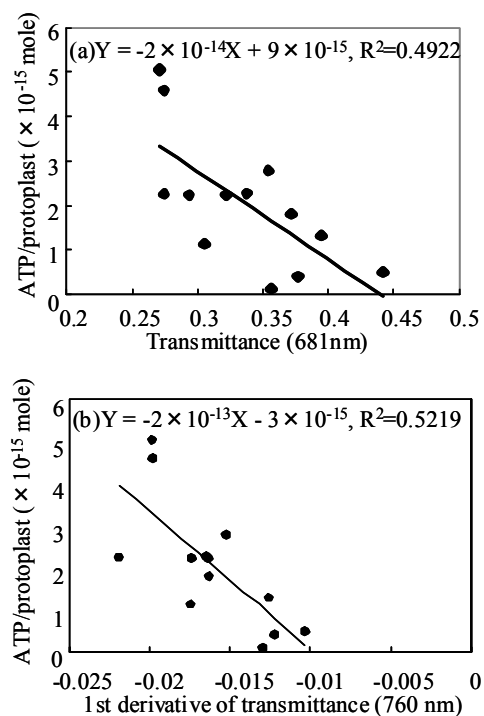 (a)Y = -2 × 10-14X + 9 × 10-15, R2=0.4922
ATP/protoplast ( × 10-15 mole)
6
5
4
3
2
1
0
0.2 0.25 0.3 0.35 0.4 0.45 0.5
Transmittance (681nm)
(b)Y = -2 × 10-13X - 3 × 10-15, R2=0.5219
ATP/protoplast ( × 10-15 mole)
6
5
4
3
2
1
0
-0.025 -0.02 -0.015 -0.01 -0.005 0
1st derivative of transmittance (760 nm)